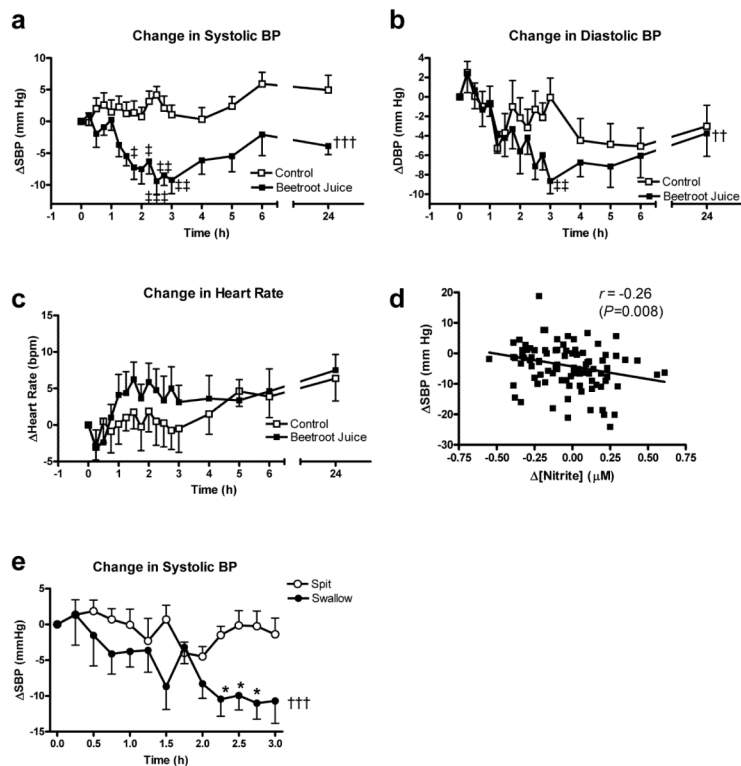 a
Change in Systolic BP
10
5
0
-5
-10
ΔSBP (mm Hg)
‡
‡
‡‡
‡‡
‡‡‡
†††
Control
Beetroot Juice
-1 0 1 2 3 4 5 6 24
Time (h)
b
Change in Diastolic BP
4
2
0
-2
-4
-6
-8
-10
ΔDBP (mm Hg)
‡‡
††
Control
Beetroot Juice
-1 0 1 2 3 4 5 6 24
Time (h)
c
Change in Heart Rate
15
10
5
0
-5
ΔHeart Rate (bpm)
Control
Beetroot Juice
-1 0 1 2 3 4 5 6 24
Time (h)
d
r = -0.26
(P=0.008)
30
20
10
-0
-10
-20
-30
ΔSBP (mm Hg)
-0.75 -0.50 -0.25 0.00 0.25 0.50 0.75
Δ[Nitrite] (μM)
e
Change in Systolic BP
Spit
Swallow
5
0
-5
-10
-15
ΔSBP (mmHg)
* * *
†††
0.0 0.5 1.0 1.5 2.0 2.5 3.0
Time (h)